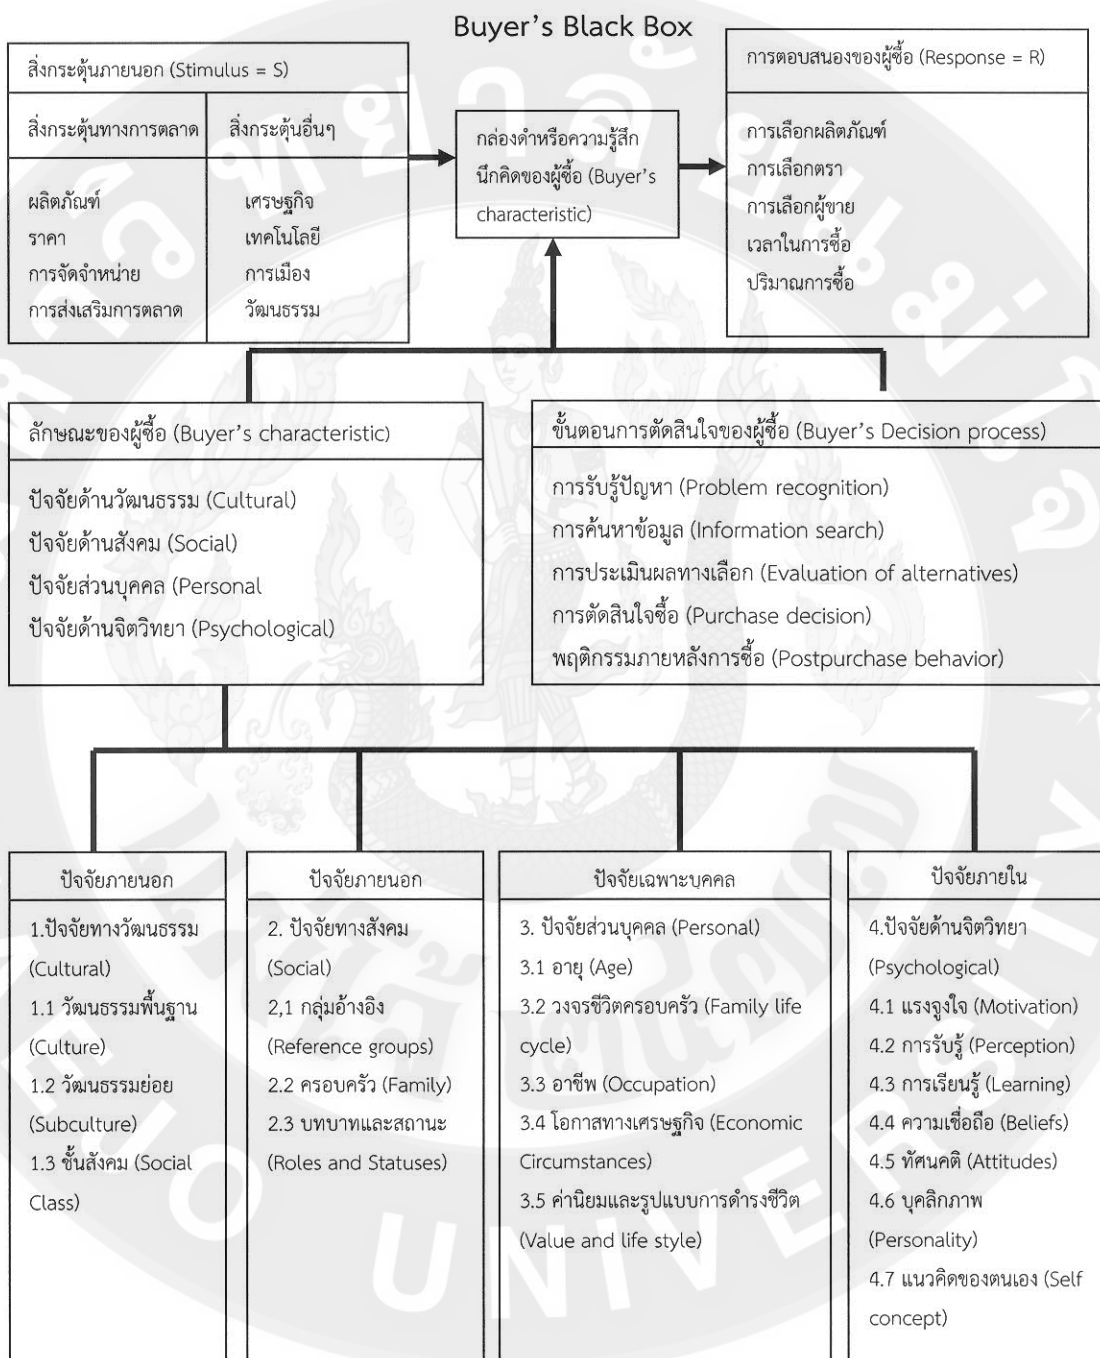 Buyer's Black Box
สิ่งกระตุ้นภายนอก (Stimulus = S)
สิ่งกระตุ้นทางการตลาด
ผลิตภัณฑ์
ราคา
การจัดจำหน่าย
การส่งเสริมการตลาด
สิ่งกระตุ้นอื่นๆ
เศรษฐกิจ
เทคโนโลยี
การเมือง
วัฒนธรรม
กล่องดำหรือความรู้สึก
นึกคิดของผู้ซื้อ (Buyer's
characteristic)
การตอบสนองของผู้ซื้อ (Response = R)
การเลือกผลิตภัณฑ์
การเลือกตรา
การเลือกผู้ขาย
เวลาในการซื้อ
ปริมาณการซื้อ
ลักษณะของผู้ซื้อ (Buyer's characteristic)
ปัจจัยด้านวัฒนธรรม (Cultural)
ปัจจัยด้านสังคม (Social)
ปัจจัยส่วนบุคคล (Personal
ปัจจัยด้านจิตวิทยา (Psychological)
ขั้นตอนการตัดสินใจของผู้ซื้อ (Buyer's Decision process)
การรับรู้ปัญหา (Problem recognition)
การค้นหาข้อมูล (Information search)
การประเมินผลทางเลือก (Evaluation of alternatives)
การตัดสินใจซื้อ (Purchase decision)
พฤติกรรมภายหลังการซื้อ (Postpurchase behavior)
ปัจจัยภายนอก
1.ปัจจัยทางวัฒนธรรม
(Cultural)
1.1 วัฒนธรรมพื้นฐาน
(Culture)
1.2 วัฒนธรรมย่อย
(Subculture)
1.3 ชั้นสังคม (Social
Class)
ปัจจัยภายนอก
2. ปัจจัยทางสังคม
(Social)
2,1 กลุ่มอ้างอิง
(Reference groups)
2.2 ครอบครัว (Family)
2.3 บทบาทและสถานะ
(Roles and Statuses)
ปัจจัยเฉพาะบุคคล
3. ปัจจัยส่วนบุคคล (Personal)
3.1 อายุ (Age)
3.2 วงจรชีวิตครอบครัว (Family life
cycle)
3.3 อาชีพ (Occupation)
3.4 โอกาสทางเศรษฐกิจ (Economic
Circumstances)
3.5 ค่านิยมและรูปแบบการดำรงชีวิต
(Value and life style)
ปัจจัยภายใน
4.ปัจจัยด้านจิตวิทยา
(Psychological)
4.1 แรงจูงใจ (Motivation)
4.2 การรับรู้ (Perception)
4.3 การเรียนรู้ (Learning)
4.4 ความเชื่อถือ (Beliefs)
4.5 ทัศนคติ (Attitudes)
4.6 บุคลิกภาพ
(Personality)
4.7 แนวคิดของตนเอง (Self
concept)